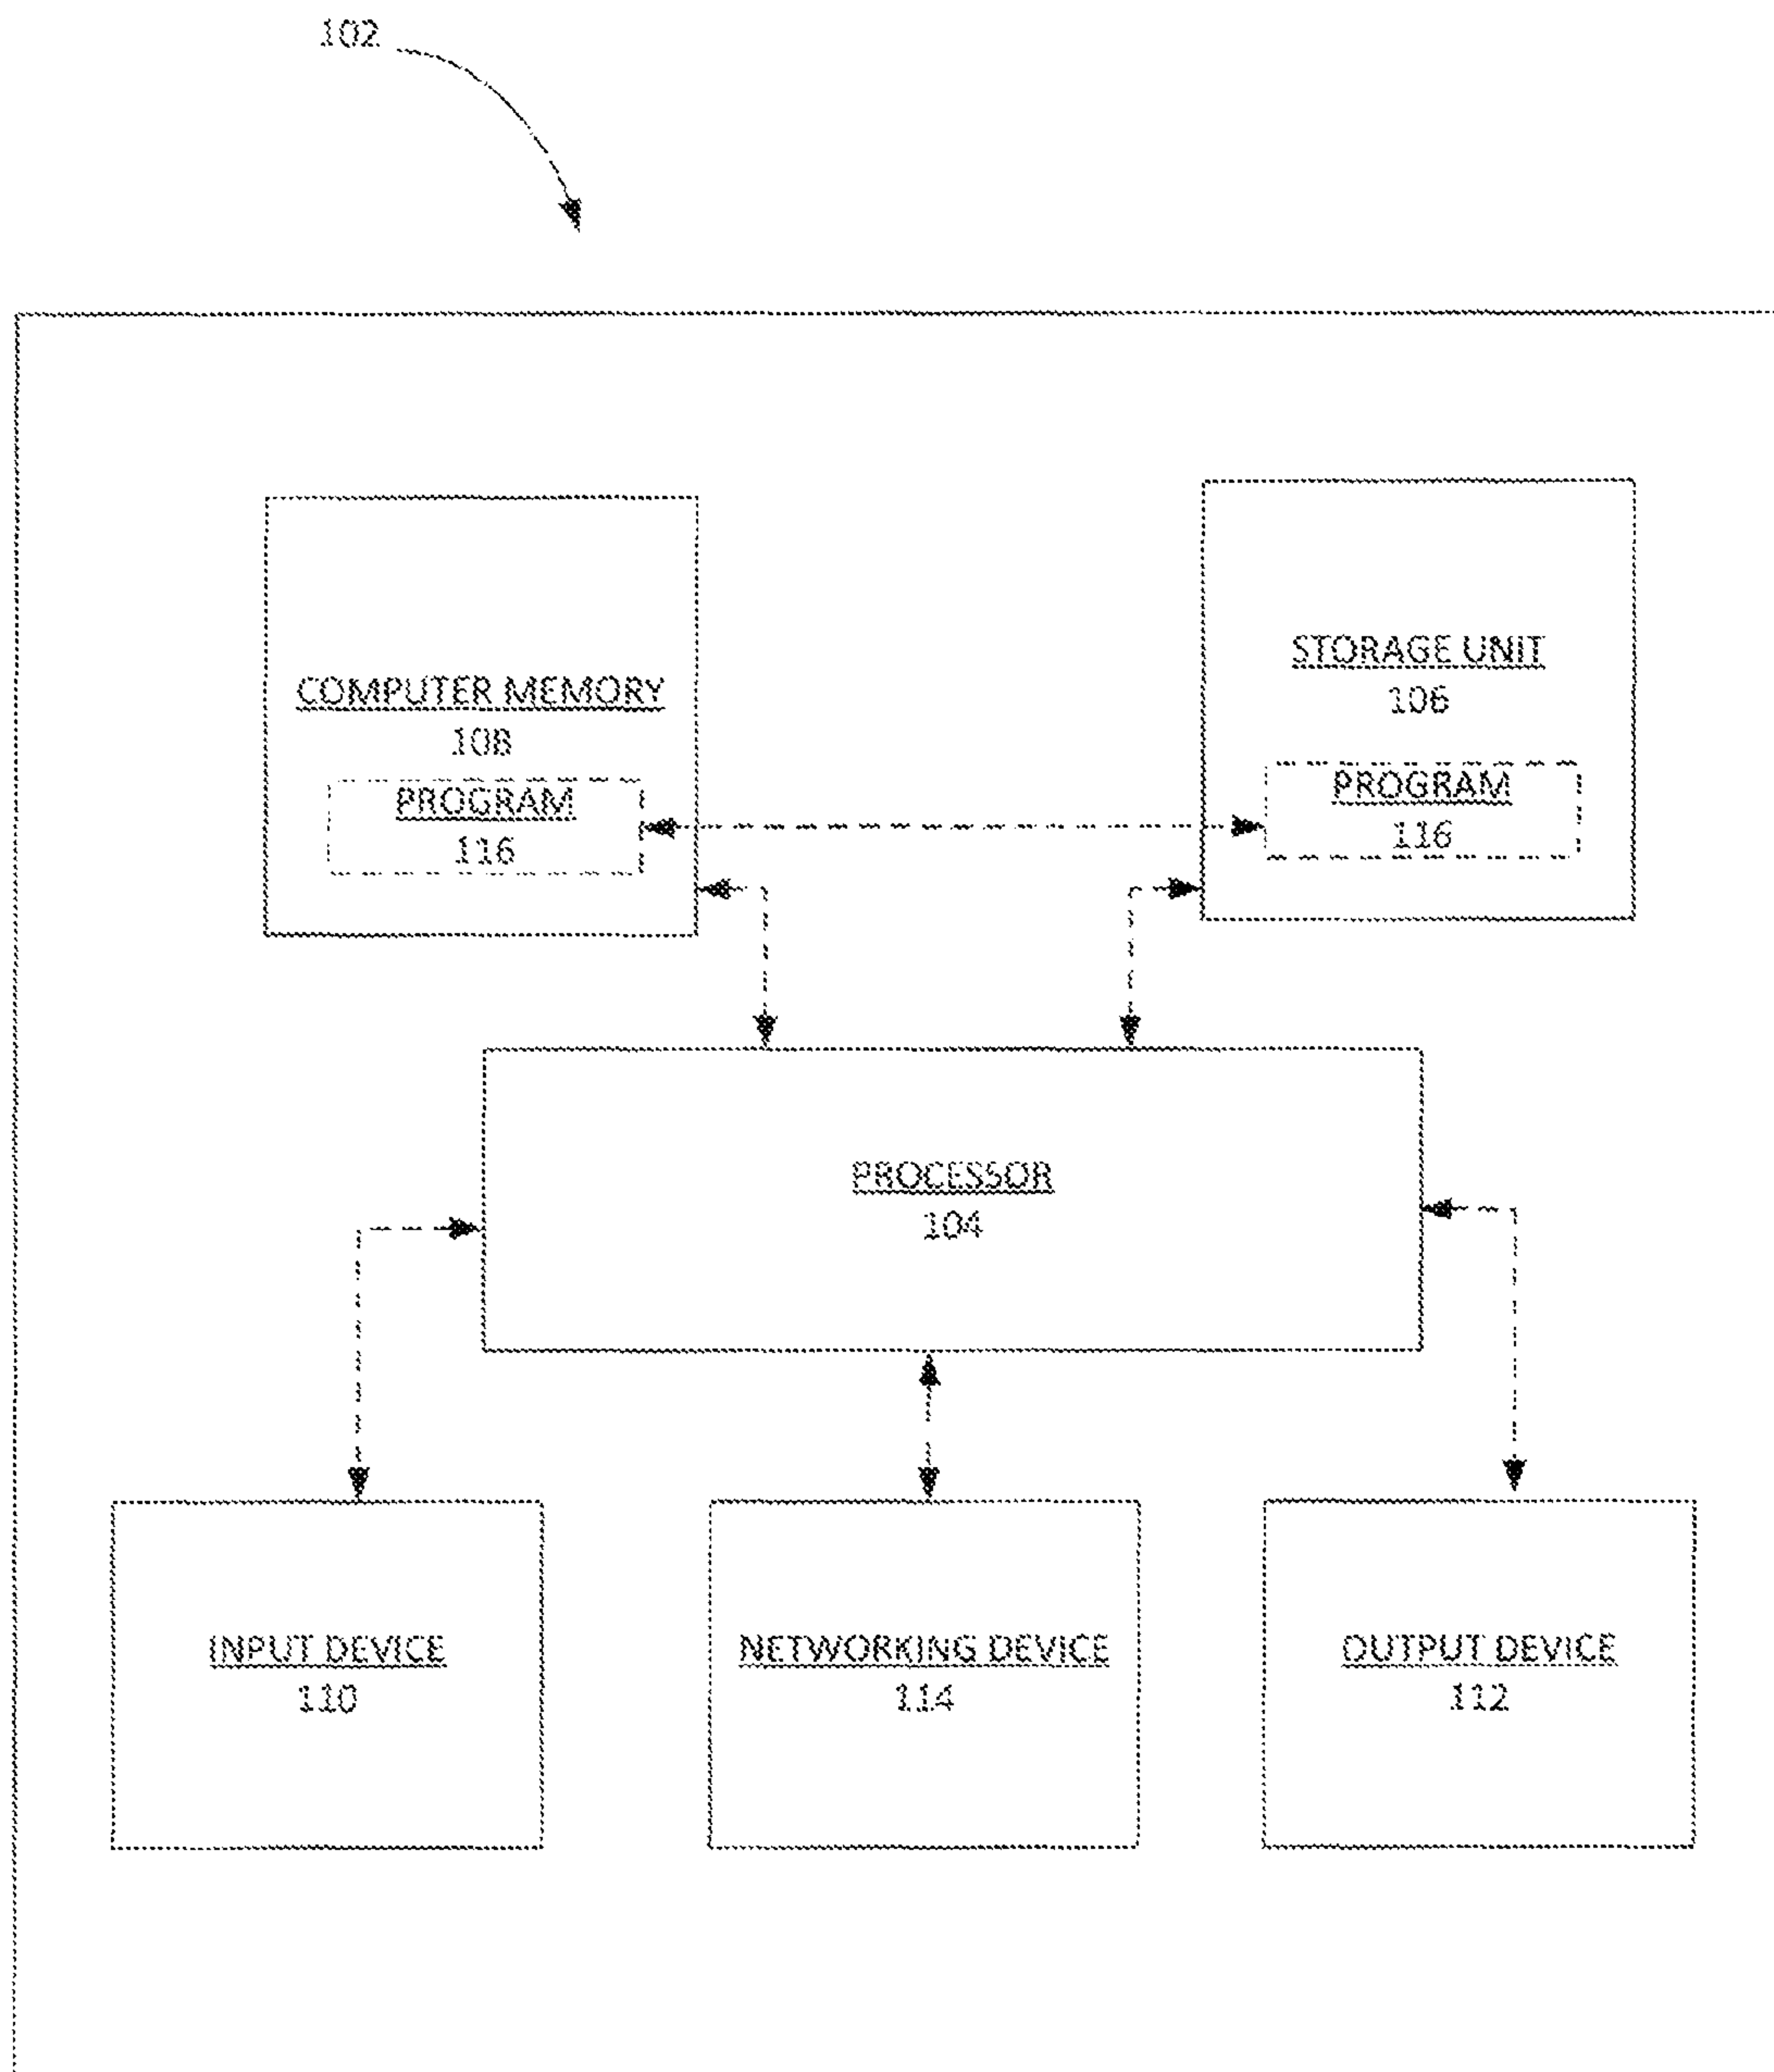 102
COMPUTER MEMORY
108
PROGRAM
116
STORAGE UNIT
106
PROGRAM
116
PROCESSOR
104
INPUT DEVICE
110
NETWORKING DEVICE
114
OUTPUT DEVICE
112